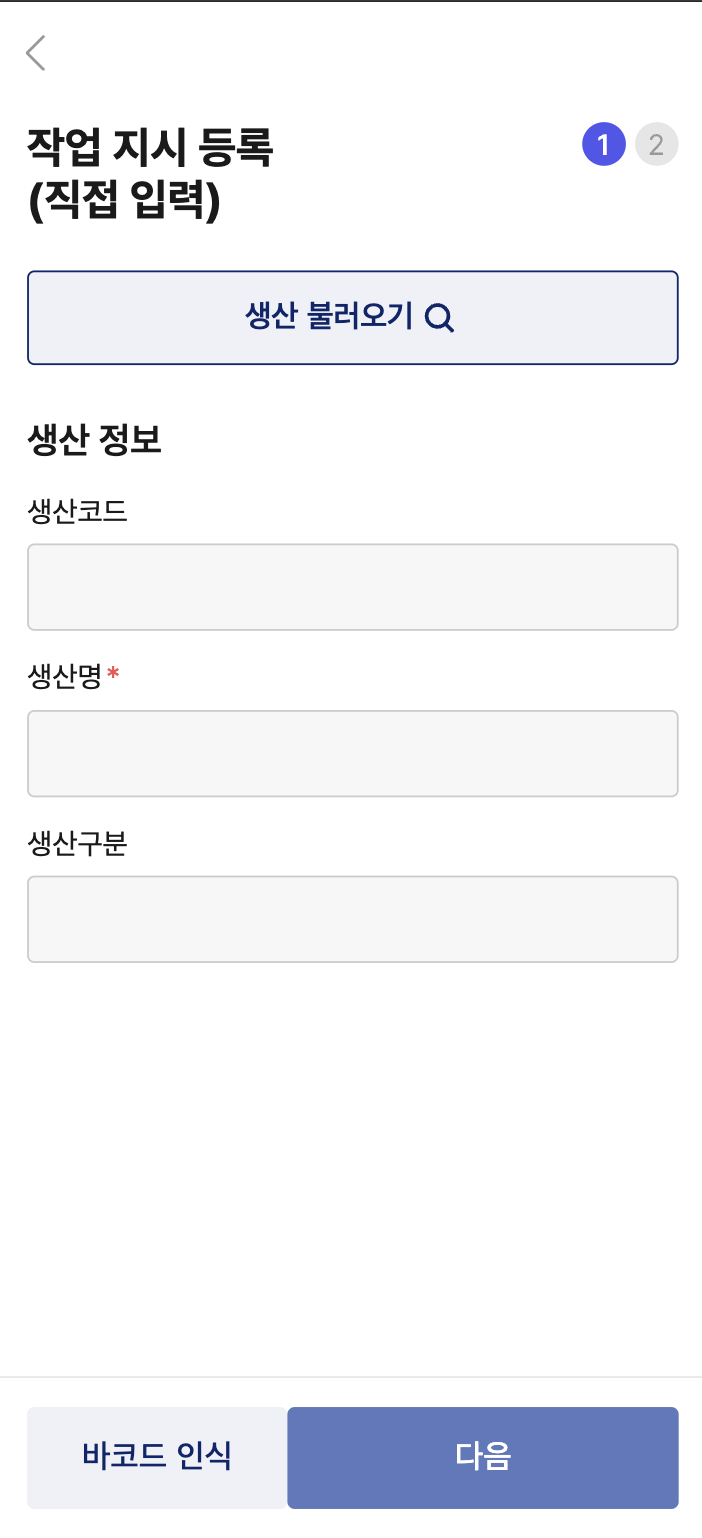 작업 지시 등록
(직접 입력)
1 2
생산 불러오기
생산 정보
생산코드
생산명*
생산구분
바코드 인식
다음